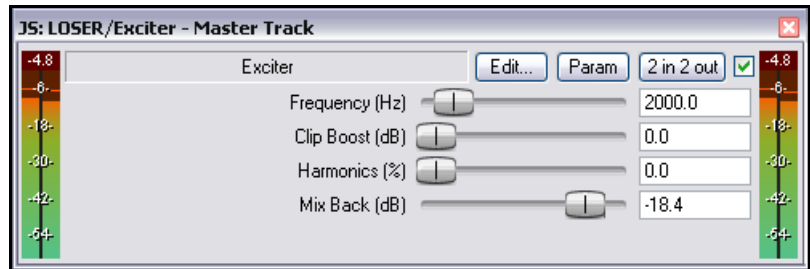 JS: LOSER/Exciter - Master Track
-4.8 Exciter Edit... Param 2 in 2 out -4.8
-6- -6-
Frequency (Hz) 2000.0
-18- Clip Boost (dB) 0.0 -18-
-30- Harmonics (%) 0.0 -30-
-42- Mix Back (dB) -18.4 -42-
-54- -54-